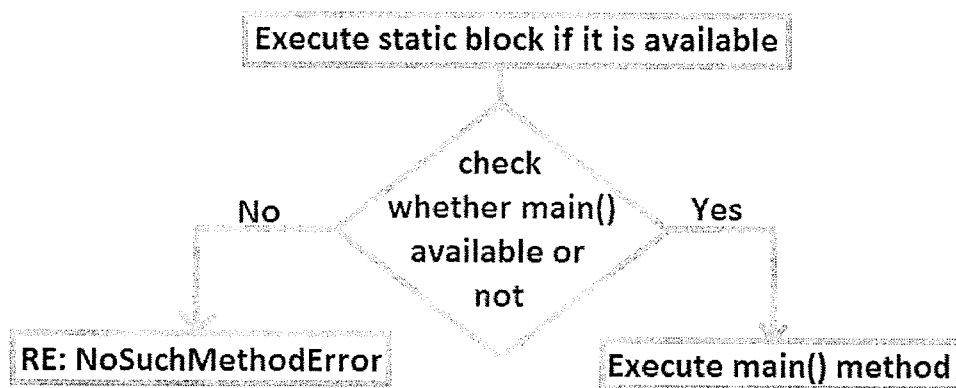 Execute static block if it is available
check
whether main()
available or
not
No
Yes
RE: NoSuchMethodError
Execute main() method